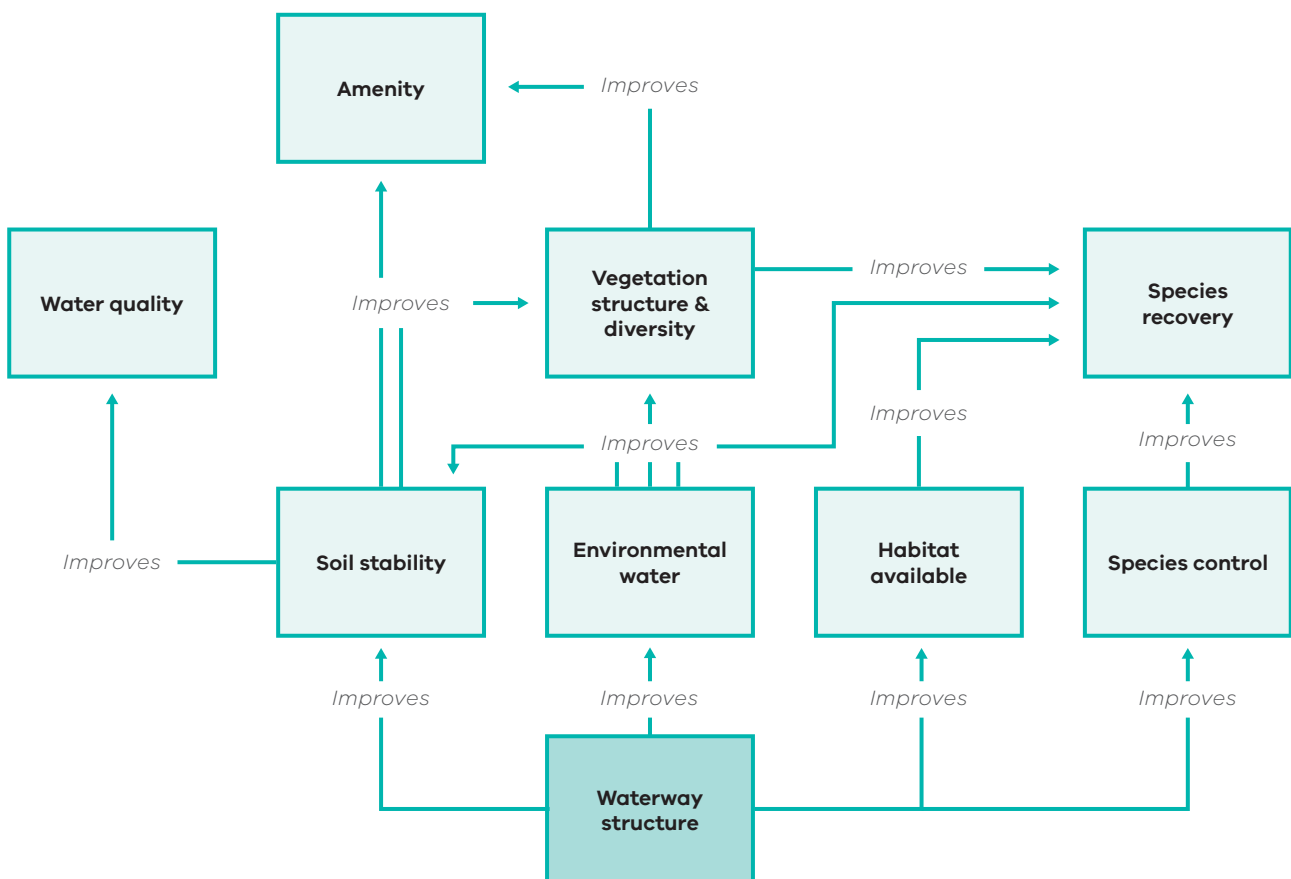 Amenity
Improves
Water quality
Improves
Vegetation
structure &
diversity
Improves
Species
recovery
Improves
Improves
Improves
Improves
Soil stability
Environmental
water
Habitat
available
Species control
Improves
Improves
Improves
Improves
Waterway
structure